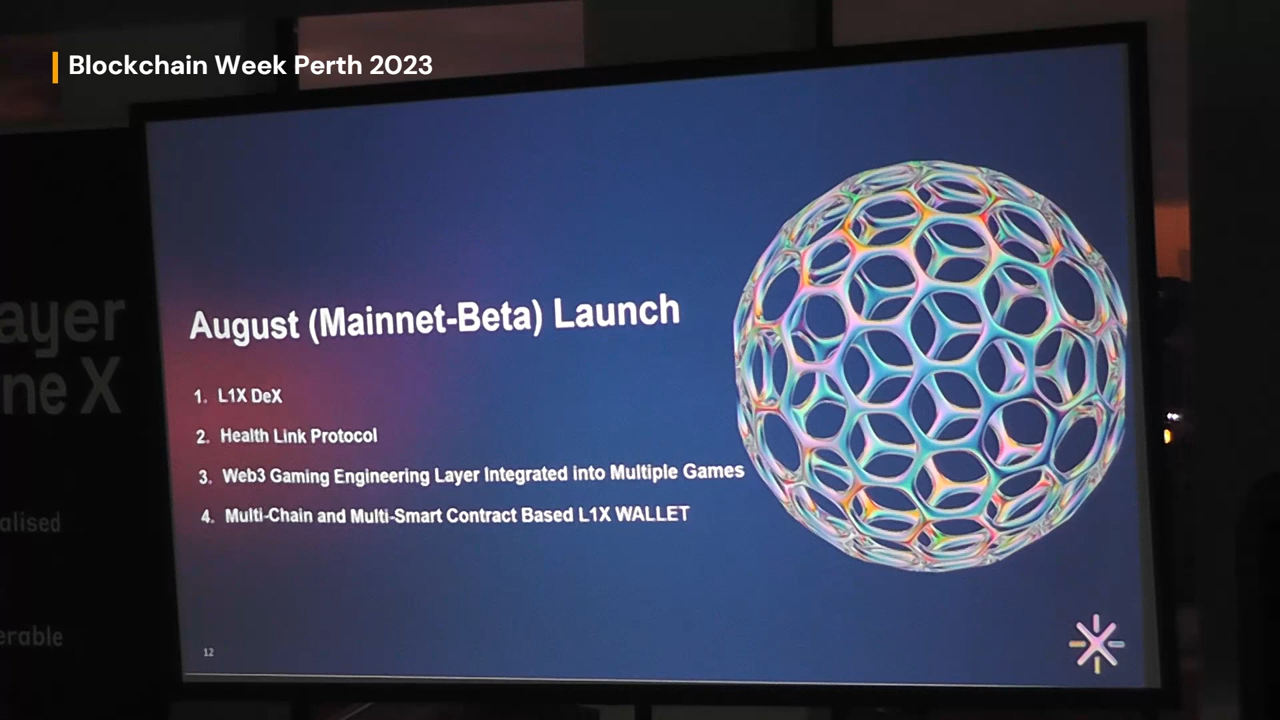 Blockchain Week Perth 2023
ayer
ne X
alised
erable
August (Mainnet-Beta) Launch
1. L1X DeX
2. Health Link Protocol
3. Web3 Gaming Engineering Layer Integrated into Multiple Games
4. Multi-Chain and Multi-Smart Contract Based L1X WALLET
12